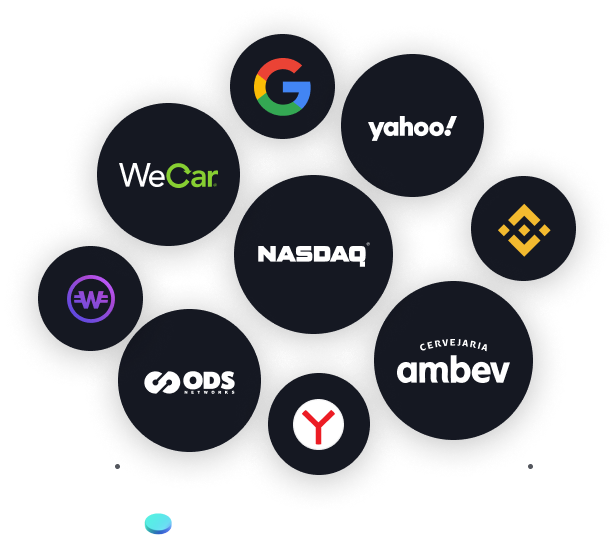 yahoo!
WeCar
NASDAQ®
W
CERVEJARIA
ambev
ODS
NETWORKS